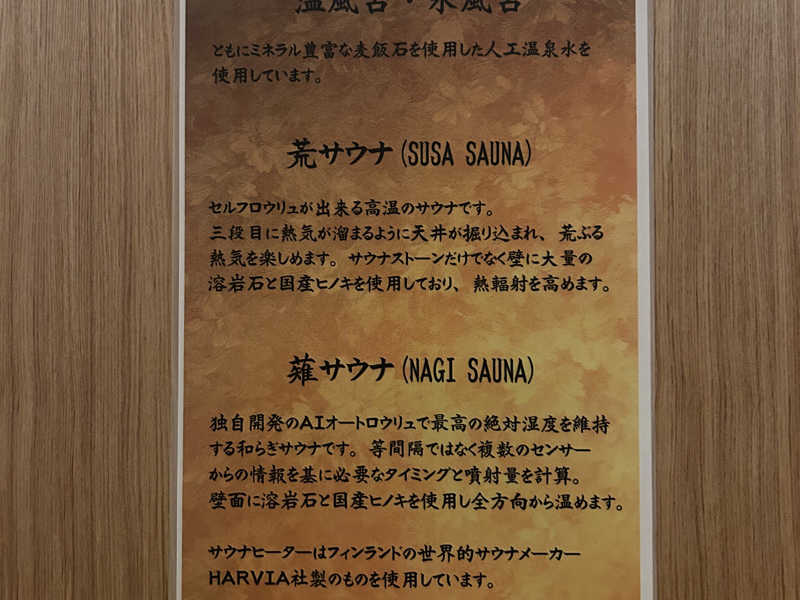 温風呂・水風呂
ともにミネラル豊富な麦飯石を使用した人工温泉水を
使用しています。
荒サウナ(SUSA SAUNA)
セルフロウリュが出来る高温のサウナです。
三段目に熱気が溜まるように天井が掘り込まれ、荒ぶる
熱気を楽しめます。サウナストーンだけでなく壁に大量の
溶岩石と国産ヒノキを使用しており、熱輻射を高めます。
薙サウナ(NAGI SAUNA)
独自開発のAIオートロウリュで最高の絶対湿度を維持
する和らぎサウナです。等間隔ではなく複数のセンサー
からの情報を基に必要なタイミングと噴射量を計算。
壁面に溶岩石と国産ヒノキを使用し全方向から温めます。
サウナヒーターはフィンランドの世界的サウナメーカー
HARVIA社製のものを使用しています。